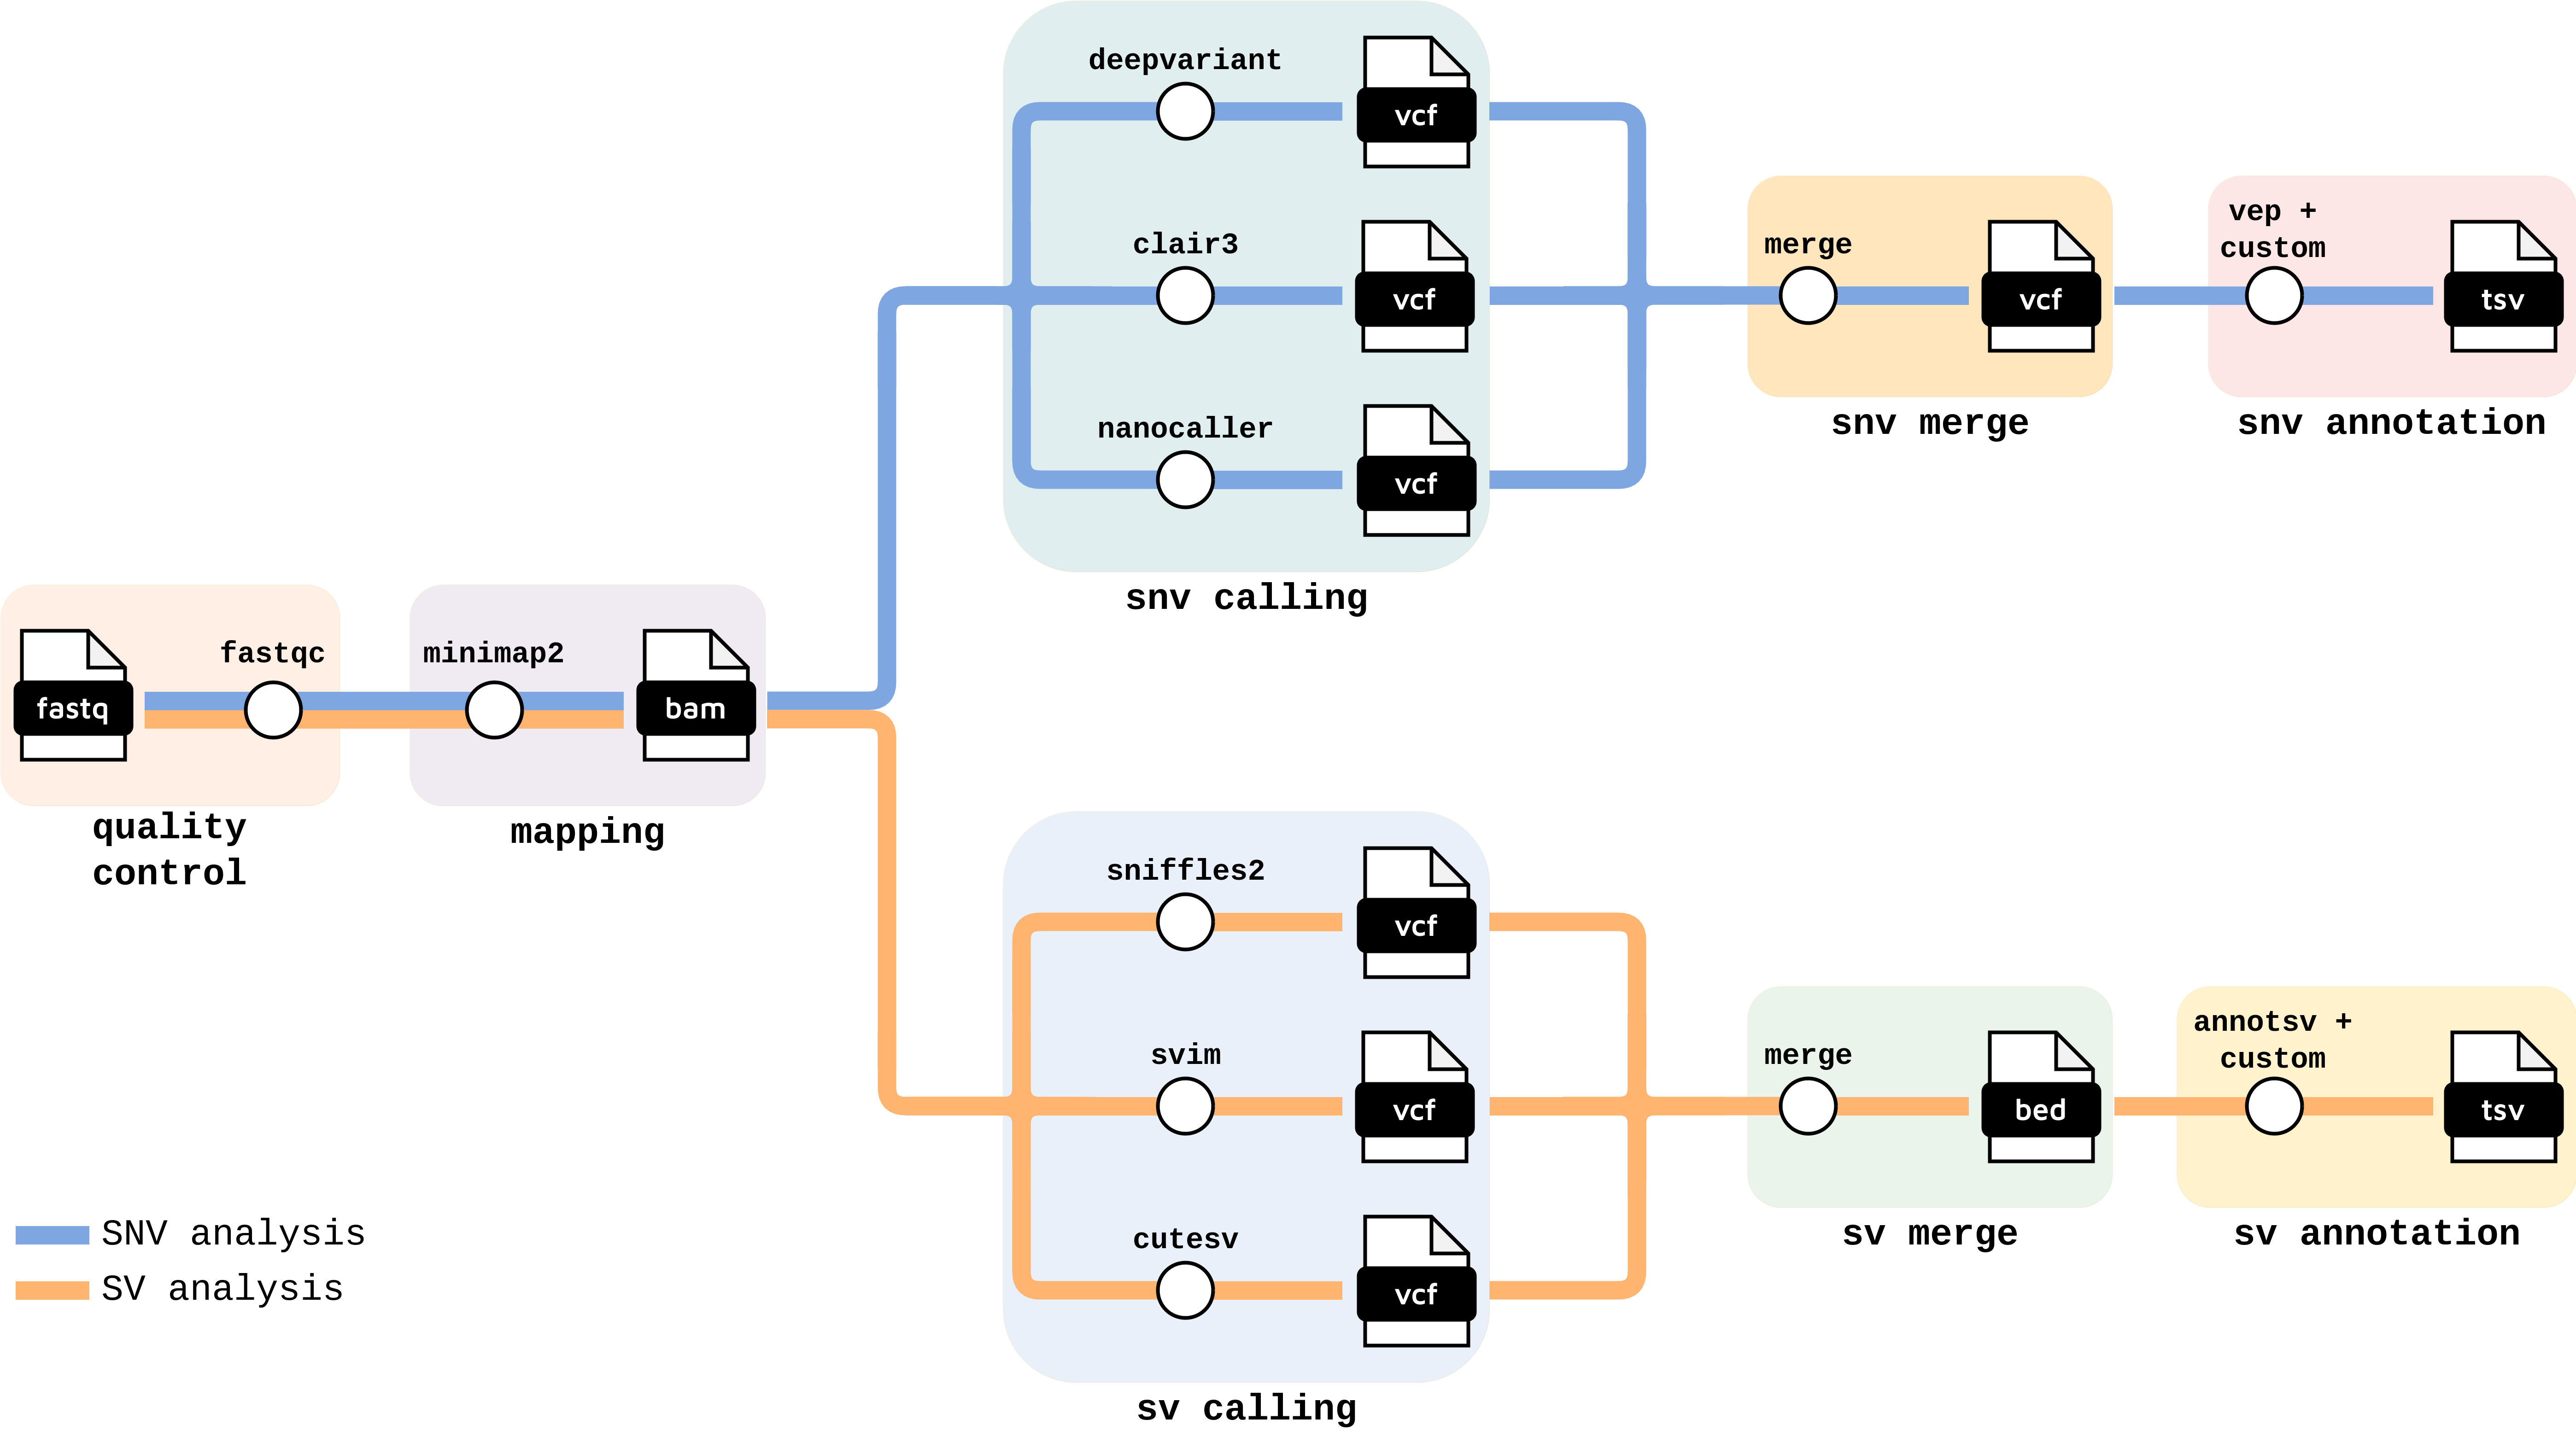 fastq
fastqc
quality
control
minimap2
bam
mapping
deepvariant
vcf
clair3
vcf
nanocaller
vcf
snv calling
merge
vcf
snv merge
vep +
custom
tsv
snv annotation
sniffles2
vcf
svim
vcf
cutesv
vcf
sv calling
merge
bed
sv merge
annotsv +
custom
tsv
sv annotation
SNV analysis
SV analysis